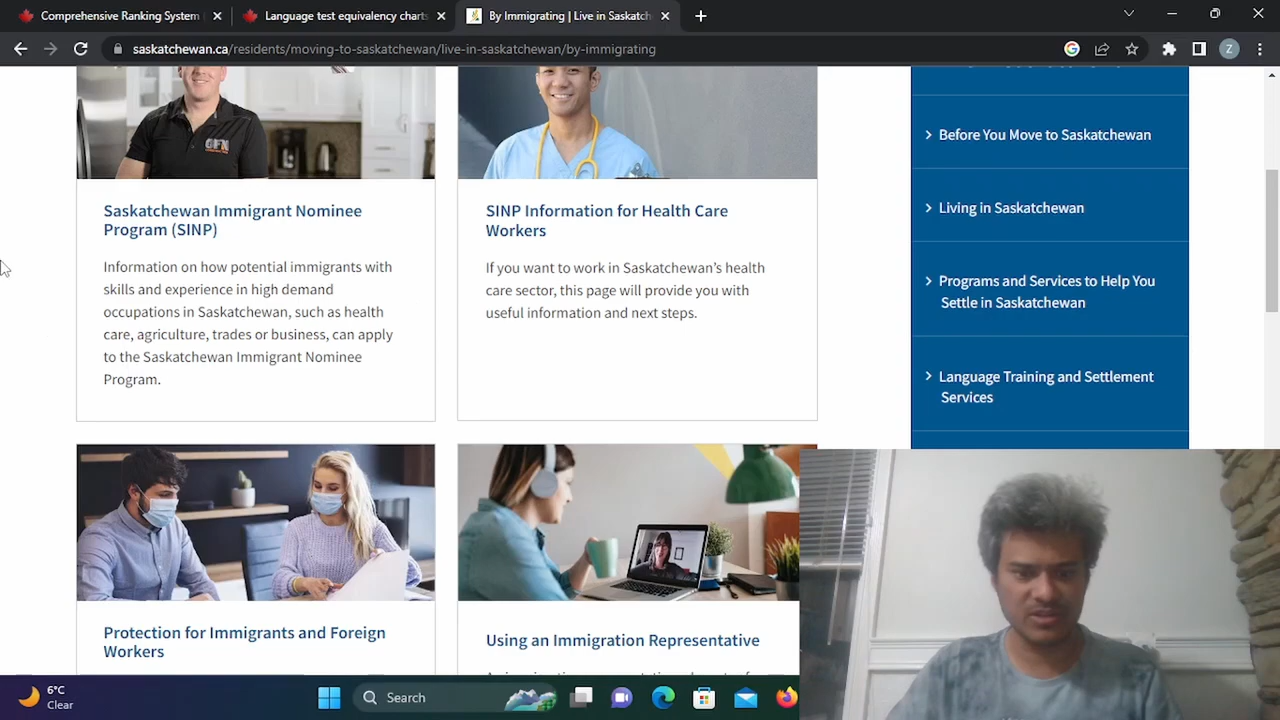 Comprehensive Ranking System
Language test equivalency charts
By Immigrating | Live in Saskatch
saskatchewan.ca/residents/moving-to-saskatchewan/live-in-saskatchewan/by-immigrating
Z
OFN
Saskatchewan Immigrant Nominee
Program (SINP)
Information on how potential immigrants with
skills and experience in high demand
occupations in Saskatchewan, such as health
care, agriculture, trades or business, can apply
to the Saskatchewan Immigrant Nominee
Program.
SINP Information for Health Care
Workers
If you want to work in Saskatchewan’s health
care sector, this page will provide you with
useful information and next steps.
Protection for Immigrants and Foreign
Workers
Using an Immigration Representative
Before You Move to Saskatchewan
Living in Saskatchewan
Programs and Services to Help You
Settle in Saskatchewan
Language Training and Settlement
Services
6°C
Clear
Search